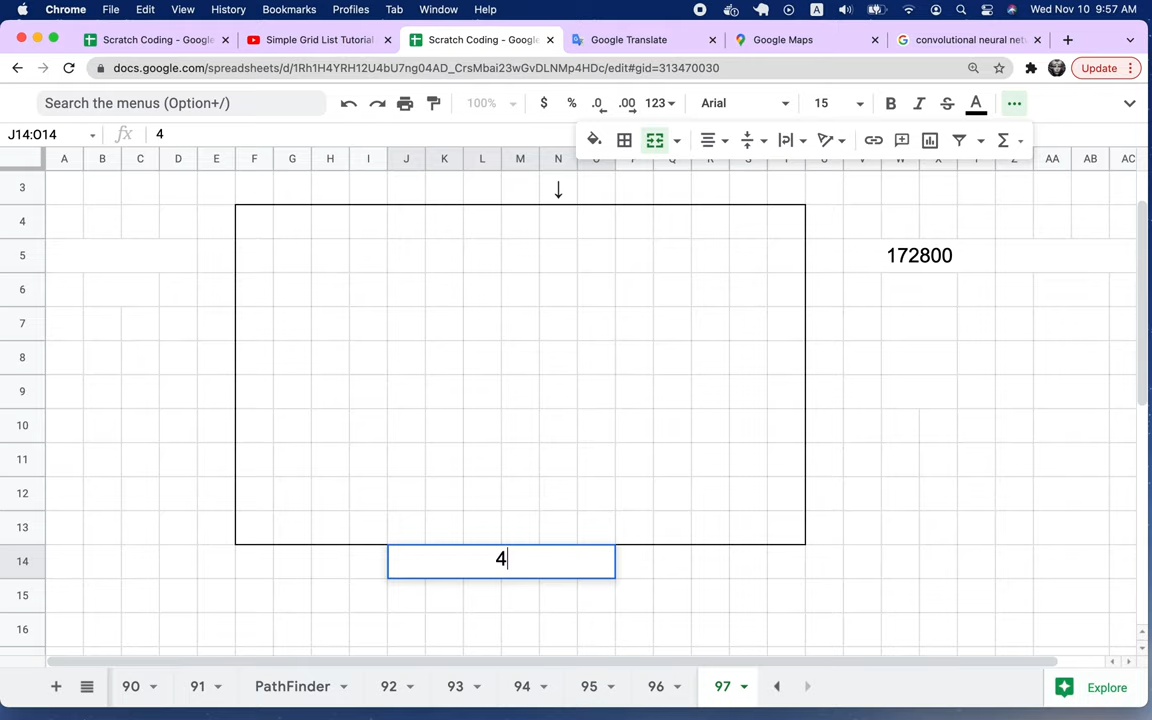 Chrome File Edit View History Bookmarks Profiles Tab Window Help A Wed Nov 10 9:57 AM
Scratch Coding - Google Simple Grid List Tutorial Scratch Coding - Google Google Translate Google Maps convolutional neural net
docs.google.com/spreadsheets/d/1Rh1H4YRH12U4bU7ng04AD_CrsMbai23wGvDLNMp4HDc/edit#gid=313470030 Update
Search the menus (Option+/) 100% $ % .0 .00 123 Arial 15 B I S A
J14:O14 fx 4
A B C D E F G H I J K L M N V Z AA AB AC
3 ↓
4
5 172800
6
7
8
9
10
11
12
13
14 4
15
16
+ 90 91 PathFinder 92 93 94 95 96 97 Explore